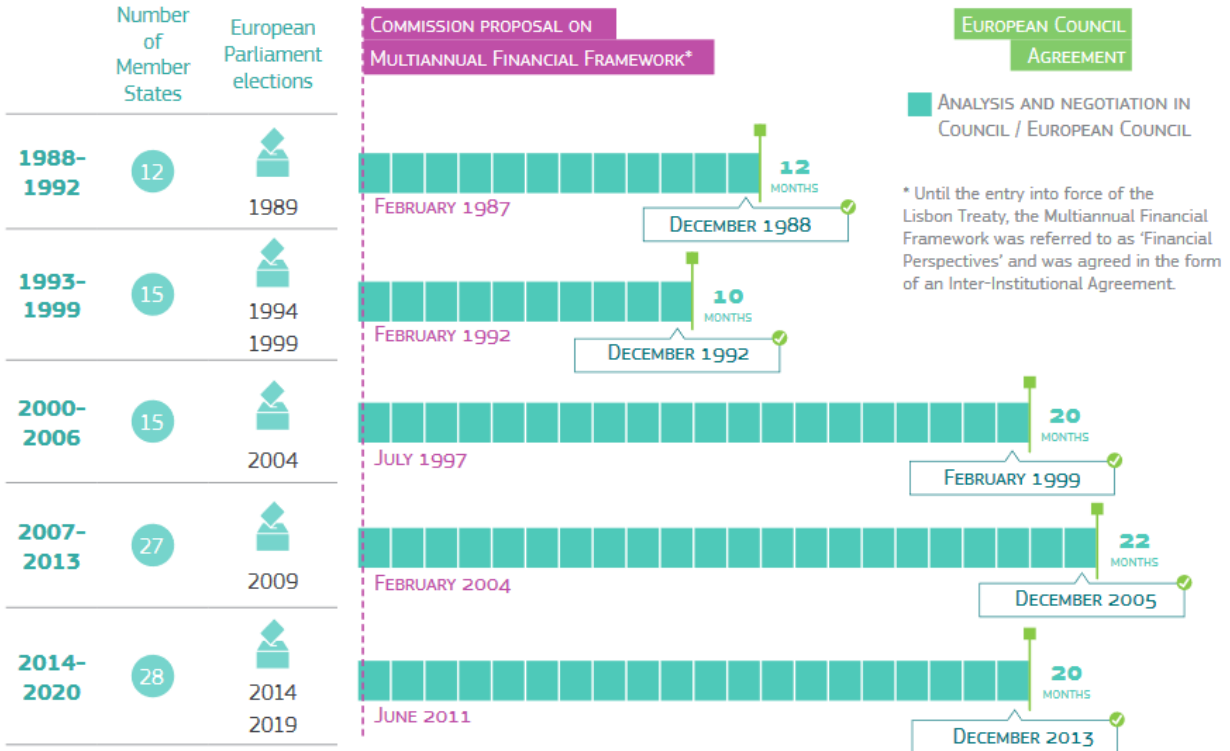 Number
of
Member
States
European
Parliament
elections
COMMISSION PROPOSAL ON
MULTIANNUAL FINANCIAL FRAMEWORK*
EUROPEAN COUNCIL
AGREEMENT
ANALYSIS AND NEGOTIATION IN
COUNCIL / EUROPEAN COUNCIL
* Until the entry into force of the
Lisbon Treaty, the Multiannual Financial
Framework was referred to as ‘Financial
Perspectives’ and was agreed in the form
of an Inter-Institutional Agreement.
1988-
1992
12
1989
FEBRUARY 1987
12
MONTHS
DECEMBER 1988
1993-
1999
15
1994
1999
FEBRUARY 1992
10
MONTHS
DECEMBER 1992
2000-
2006
15
2004
JULY 1997
20
MONTHS
FEBRUARY 1999
2007-
2013
27
2009
FEBRUARY 2004
22
MONTHS
DECEMBER 2005
2014-
2020
28
2014
2019
JUNE 2011
20
MONTHS
DECEMBER 2013